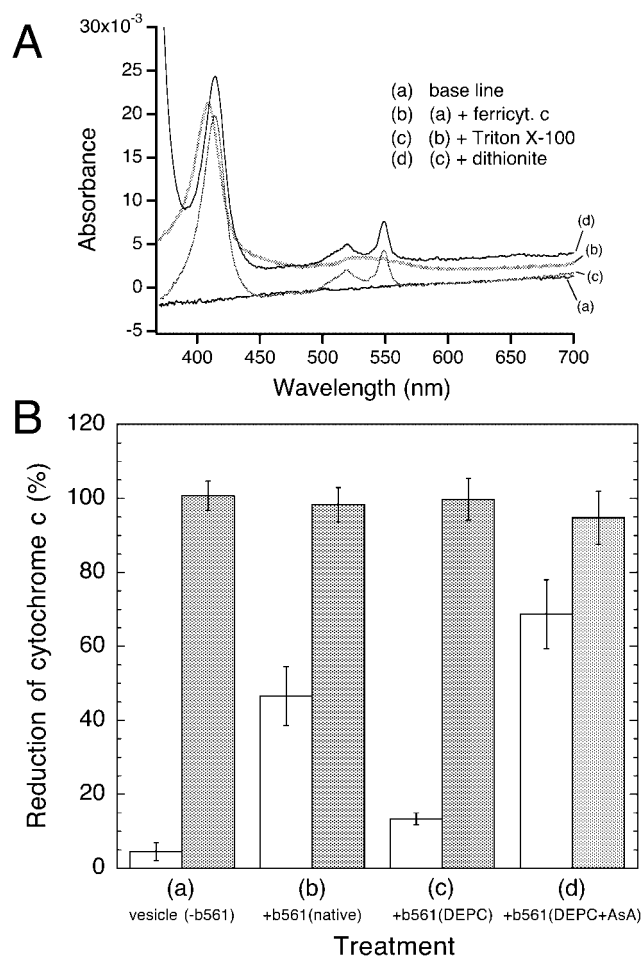 A
30x10-3
25
20
15
10
5
0
-5
Absorbance
400 450 500 550 600 650 700
Wavelength (nm)
(a) base line
(b) (a) + ferricyt. c
(c) (b) + Triton X-100
(d) (c) + dithionite
(d)
(b)
(c)
(a)
B
120
100
80
60
40
20
0
Reduction of cytochrome c (%)
(a) (b) (c) (d)
vesicle (-b561) +b561(native) +b561(DEPC) +b561(DEPC+AsA)
Treatment